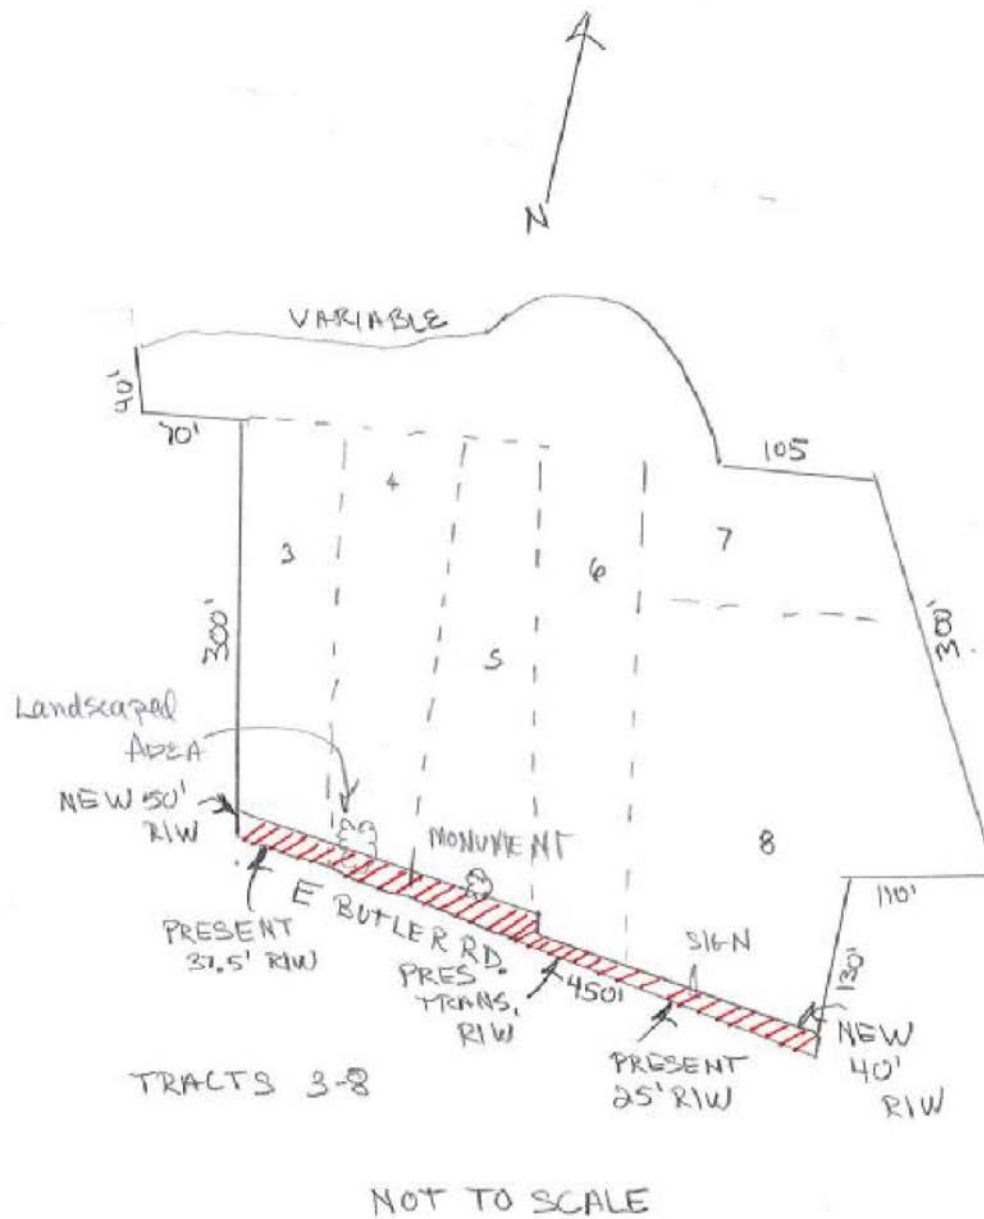 N
VARIABLE
40'
70'
105
4
7
3
6
300'
300'
5
Landscaped
AREA
NEW 50'
R/W
MONUMENT
8
110'
E BUTLER RD.
PRESENT
37.5' R/W
SIGN
130'
PRES
TRANS.
R/W
450'
NEW
40'
R/W
PRESENT
25' R/W
TRACTS 3-8
NOT TO SCALE